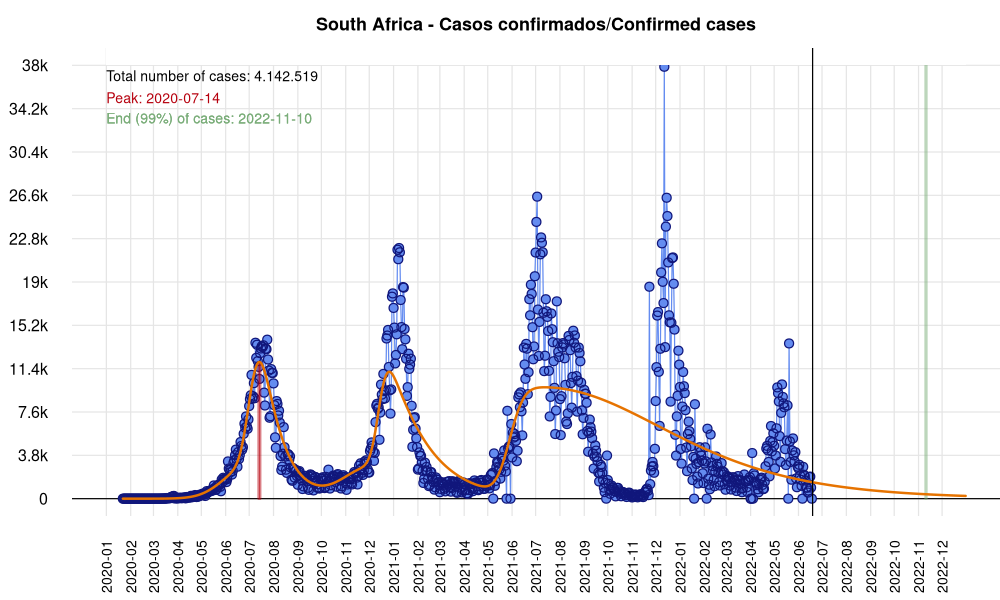 South Africa - Casos confirmados/Confirmed cases
38k
34.2k
30.4k
26.6k
22.8k
19k
15.2k
11.4k
7.6k
3.8k
0
Total number of cases: 4.142.519
Peak: 2020-07-14
End (99%) of cases: 2022-11-10
2020-01
2020-02
2020-03
2020-04
2020-05
2020-06
2020-07
2020-08
2020-09
2020-10
2020-11
2020-12
2021-01
2021-02
2021-03
2021-04
2021-05
2021-06
2021-07
2021-08
2021-09
2021-10
2021-11
2021-12
2022-01
2022-02
2022-03
2022-04
2022-05
2022-06
2022-07
2022-08
2022-09
2022-10
2022-11
2022-12